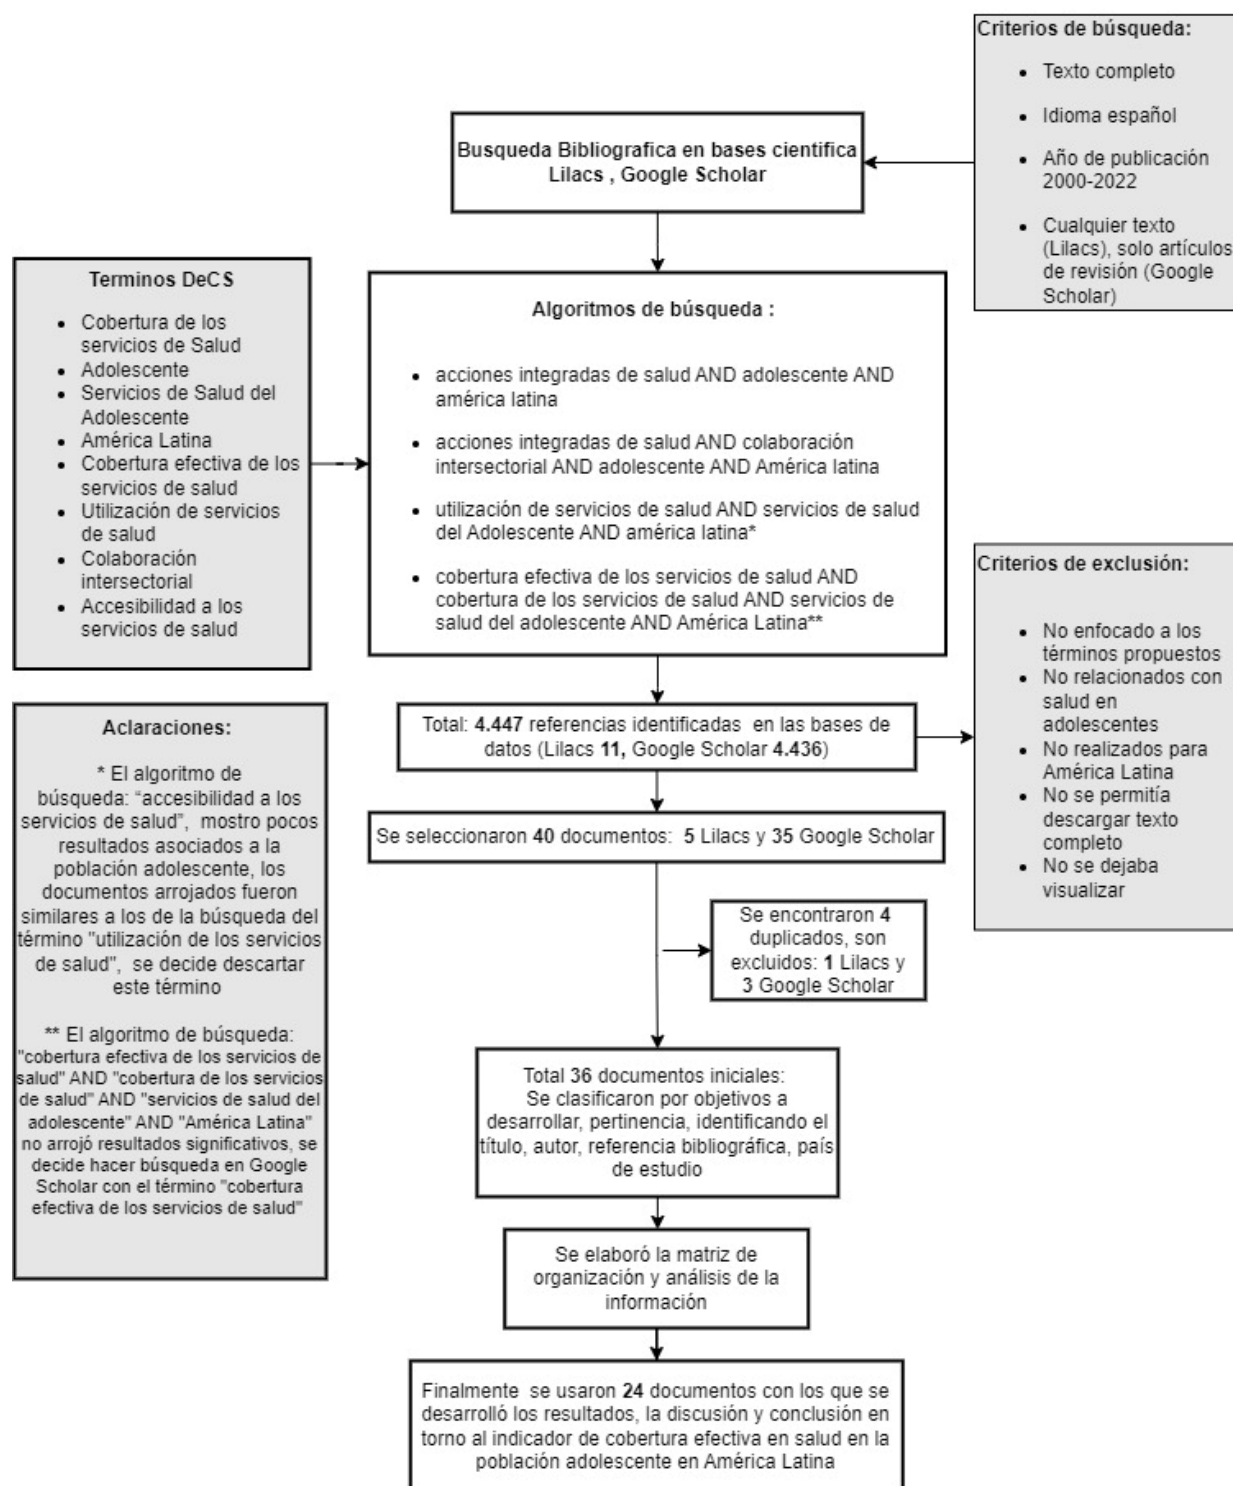 Criterios de búsqueda:
• Texto completo
• Idioma español
• Año de publicación
2000-2022
• Cualquier texto
(Lilacs), solo artículos
de revisión (Google
Scholar)
Busqueda Bibliografica en bases cientifica
Lilacs , Google Scholar
Terminos DeCS
• Cobertura de los
servicios de Salud
• Adolescente
• Servicios de Salud del
Adolescente
• América Latina
• Cobertura efectiva de los
servicios de salud
• Utilización de servicios
de salud
• Colaboración
intersectorial
• Accesibilidad a los
servicios de salud
Algoritmos de búsqueda :
• acciones integradas de salud AND adolescente AND
américa latina
• acciones integradas de salud AND colaboración
intersectorial AND adolescente AND América latina
• utilización de servicios de salud AND servicios de salud
del Adolescente AND américa latina*
• cobertura efectiva de los servicios de salud AND
cobertura de los servicios de salud AND servicios de
salud del adolescente AND América Latina**
Criterios de exclusión:
• No enfocado a los
términos propuestos
• No relacionados con
salud en
adolescentes
• No realizados para
América Latina
• No se permitía
descargar texto
completo
• No se dejaba
visualizar
Aclaraciones:
* El algoritmo de
búsqueda: “accesibilidad a los
servicios de salud”, mostro pocos
resultados asociados a la
población adolescente, los
documentos arrojados fueron
similares a los de la búsqueda del
término "utilización de los servicios
de salud", se decide descartar
este término
** El algoritmo de búsqueda:
"cobertura efectiva de los servicios de
salud" AND "cobertura de los servicios
de salud" AND "servicios de salud del
adolescente" AND "América Latina"
no arrojó resultados significativos, se
decide hacer búsqueda en Google
Scholar con el término "cobertura
efectiva de los servicios de salud"
Total: 4.447 referencias identificadas en las bases de
datos (Lilacs 11, Google Scholar 4.436)
Se seleccionaron 40 documentos: 5 Lilacs y 35 Google Scholar
Se encontraron 4
duplicados, son
excluidos: 1 Lilacs y
3 Google Scholar
Total 36 documentos iniciales:
Se clasificaron por objetivos a
desarrollar, pertinencia, identificando el
título, autor, referencia bibliográfica, país
de estudio
Se elaboró la matriz de
organización y análisis de la
información
Finalmente se usaron 24 documentos con los que se
desarrolló los resultados, la discusión y conclusión en
torno al indicador de cobertura efectiva en salud en la
población adolescente en América Latina